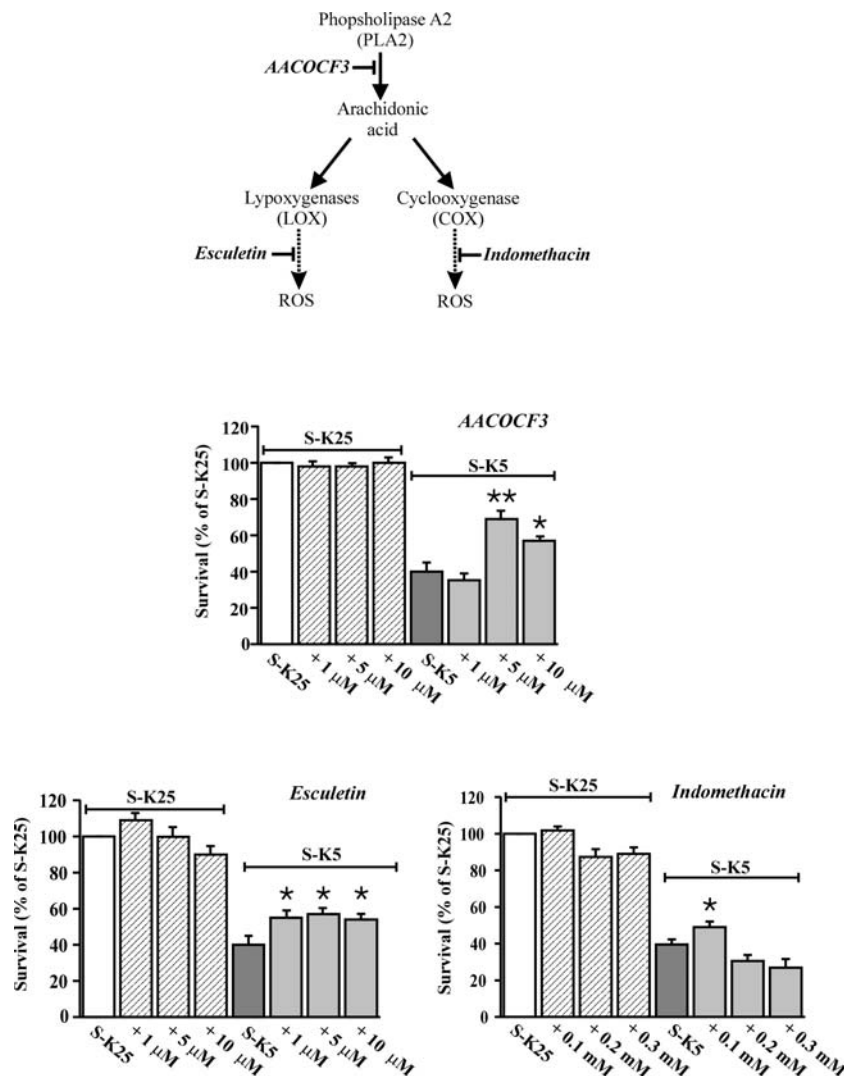 Phopsholipase A2
(PLA2)
AACOCF3
Arachidonic
acid
Lypoxygenases
(LOX)
Cyclooxygenase
(COX)
Esculetin
Indomethacin
ROS
ROS
AACOCF3
S-K25
S-K5
Survival (% of S-K25)
120
100
80
60
40
20
0
**
*
S-K25
+ 1 μM
+ 5 μM
+ 10 μM
S-K5
+ 1 μM
+ 5 μM
+ 10 μM
Esculetin
S-K25
S-K5
Survival (% of S-K25)
120
100
80
60
40
20
0
* * *
S-K25
+ 1 μM
+ 5 μM
+ 10 μM
S-K5
+ 1 μM
+ 5 μM
+ 10 μM
Indomethacin
S-K25
S-K5
Survival (% of S-K25)
120
100
80
60
40
20
0
*
S-K25
+ 0.1 mM
+ 0.2 mM
+ 0.3 mM
S-K5
+ 0.1 mM
+ 0.2 mM
+ 0.3 mM